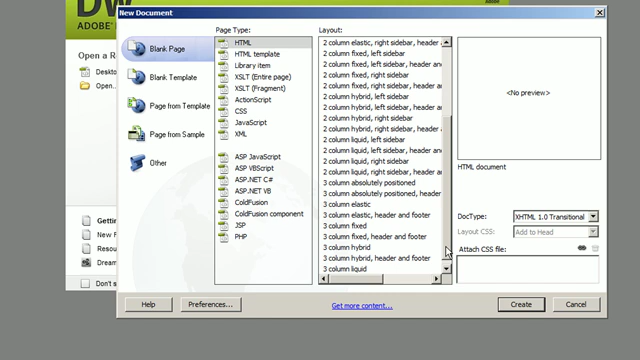 DW
ADOBE
New Document
Open a R
Deskto
Open...
Getting
New F
Resou
Dream
Don't s
Blank Page
Blank Template
Page from Template
Page from Sample
Other
Page Type:
HTML
HTML template
Library item
XSLT (Entire page)
XSLT (Fragment)
ActionScript
CSS
JavaScript
XML
ASP JavaScript
ASP VBScript
ASP.NET C#
ASP.NET VB
ColdFusion
ColdFusion component
JSP
PHP
Layout:
2 column elastic, right sidebar, header
2 column fixed, left sidebar
2 column fixed, left sidebar, header and
2 column fixed, right sidebar
2 column fixed, right sidebar, header an
2 column hybrid, left sidebar
2 column hybrid, left sidebar, header an
2 column hybrid, right sidebar
2 column hybrid, right sidebar, header a
2 column liquid, left sidebar
2 column liquid, left sidebar, header and
2 column liquid, right sidebar
2 column liquid, right sidebar, header an
3 column absolutely positioned
3 column absolutely positioned, header
3 column elastic
3 column elastic, header and footer
3 column fixed
3 column fixed, header and footer
3 column hybrid
3 column hybrid, header and footer
3 column liquid
<No preview>
HTML document
DocType:
XHTML 1.0 Transitional
Layout CSS:
Add to Head
Attach CSS file:
Help
Preferences...
Get more content...
Create
Cancel